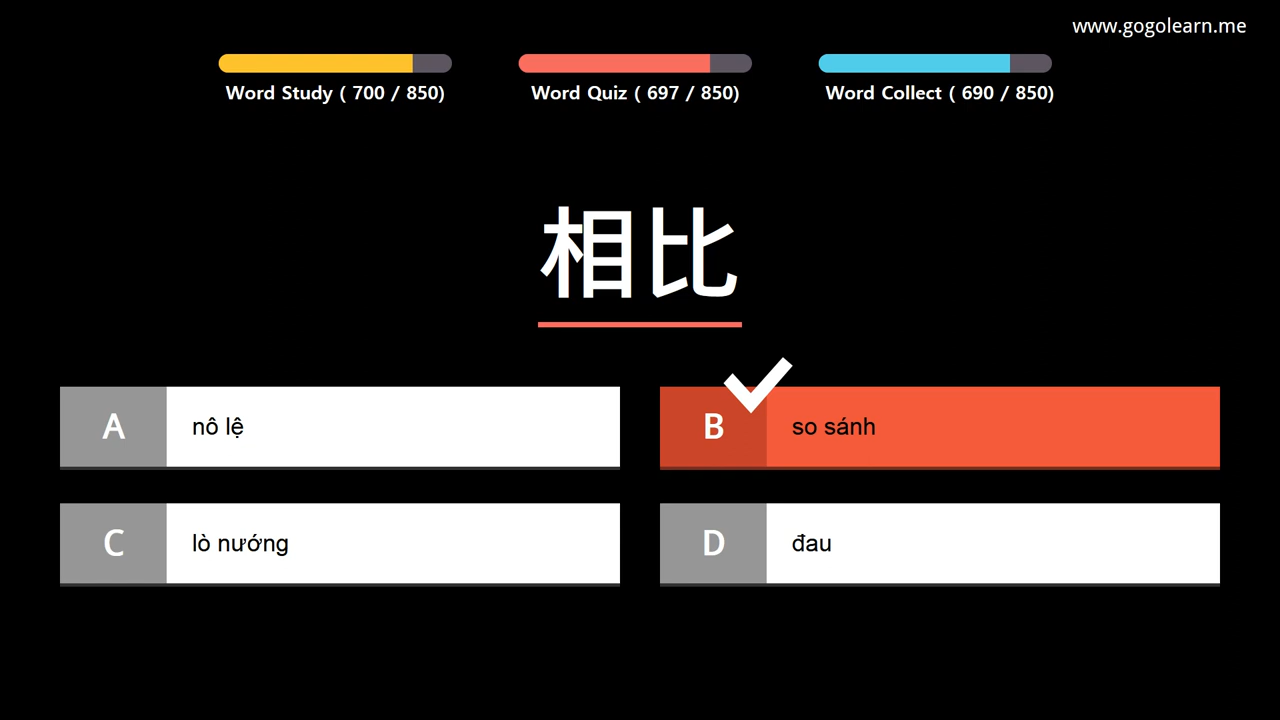 www.gogolearn.me
Word Study ( 700 / 850)
Word Quiz ( 697 / 850)
Word Collect ( 690 / 850)
相比
A
nô lệ
B
so sánh
C
lò nướng
D
đau